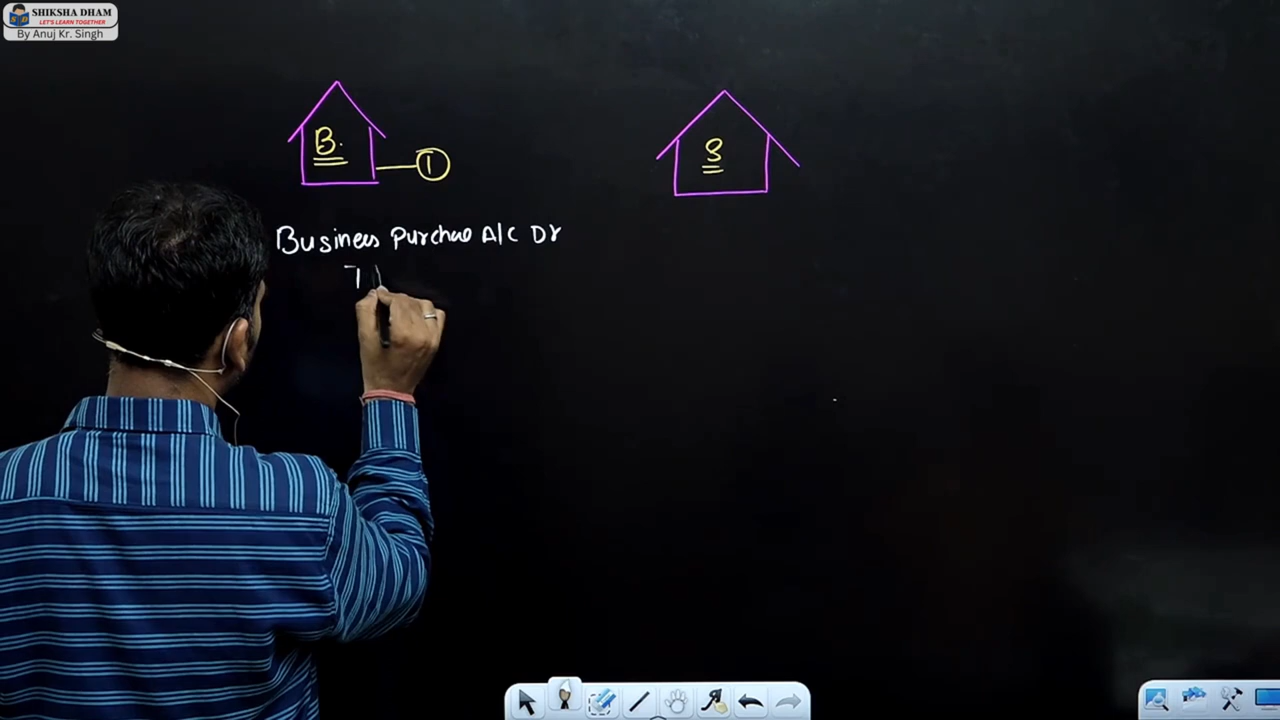 SHIKSHA DHAM
LET'S LEARN TOGETHER
By Anuj Kr. Singh
B.
1
S
Business Purchase A/C Dr
T